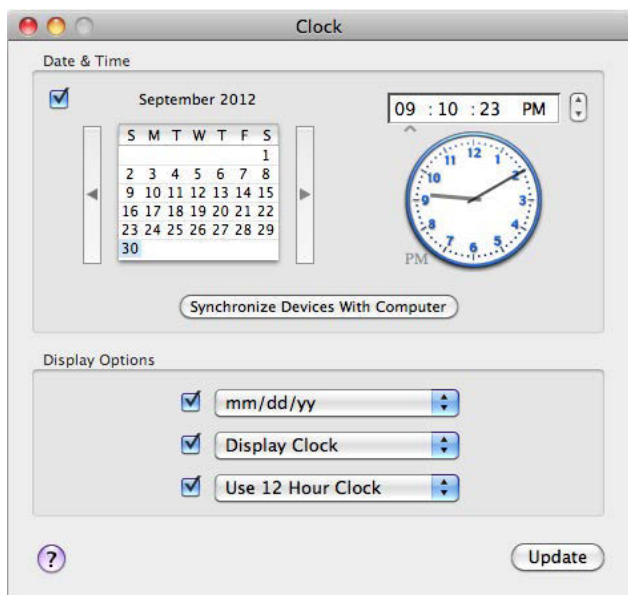 Clock
Date & Time
September 2012
09 : 10 : 23 PM
S M T W T F S
1
2 3 4 5 6 7 8
9 10 11 12 13 14 15
16 17 18 19 20 21 22
23 24 25 26 27 28 29
30
12
1
2
3
4
5
6
7
8
9
10
11
PM
Synchronize Devices With Computer
Display Options
mm/dd/yy
Display Clock
Use 12 Hour Clock
?
Update